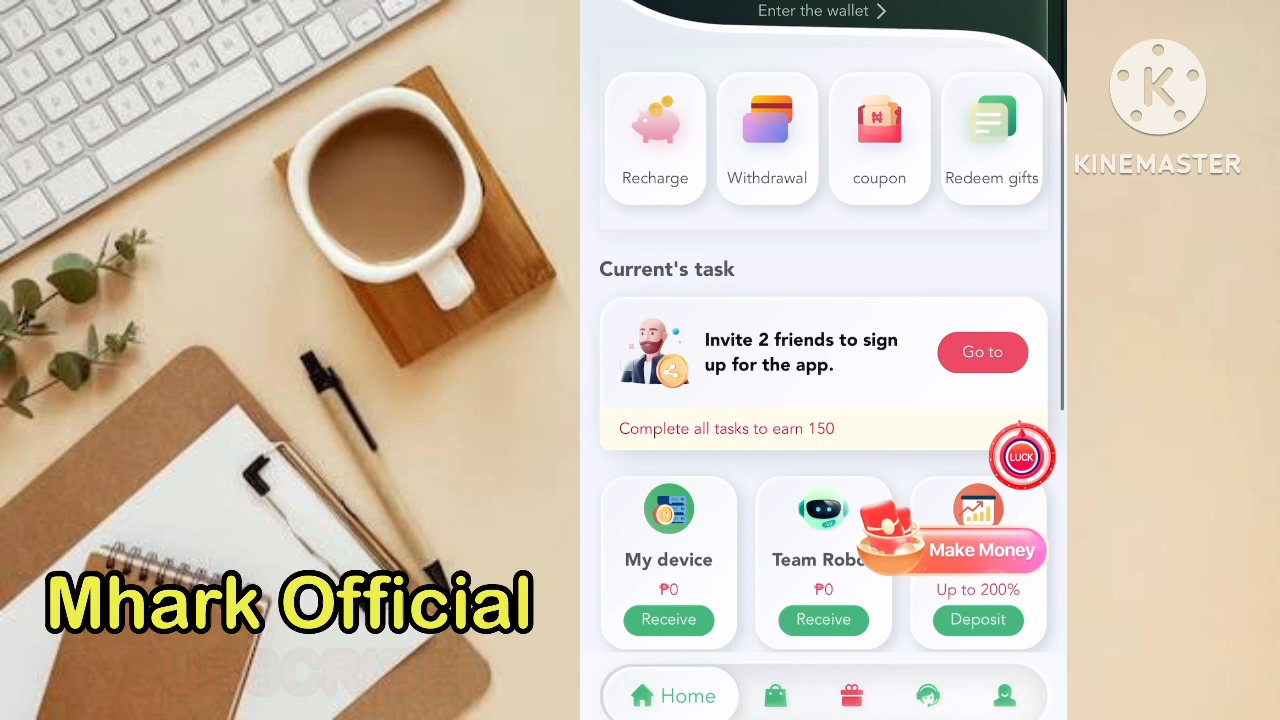 Enter the wallet
Recharge
Withdrawal
coupon
Redeem gifts
KINEMASTER
Current's task
Invite 2 friends to sign
up for the app.
Go to
Complete all tasks to earn 150
LUCK
My device
Team Robo
Make Money
₱0
₱0
Up to 200%
Receive
Receive
Deposit
Mhark Official
SUBSCRIBE
Home